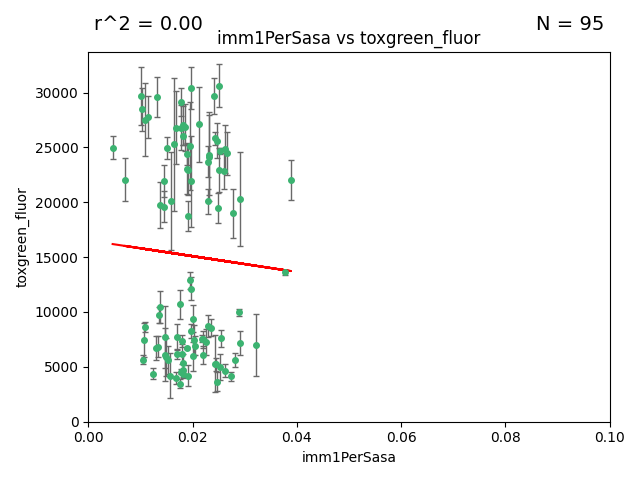 r^2 = 0.00
N = 95
imm1PerSasa vs toxgreen_fluor
toxgreen_fluor
30000
25000
20000
15000
10000
5000
0
0.00 0.02 0.04 0.06 0.08 0.10
imm1PerSasa